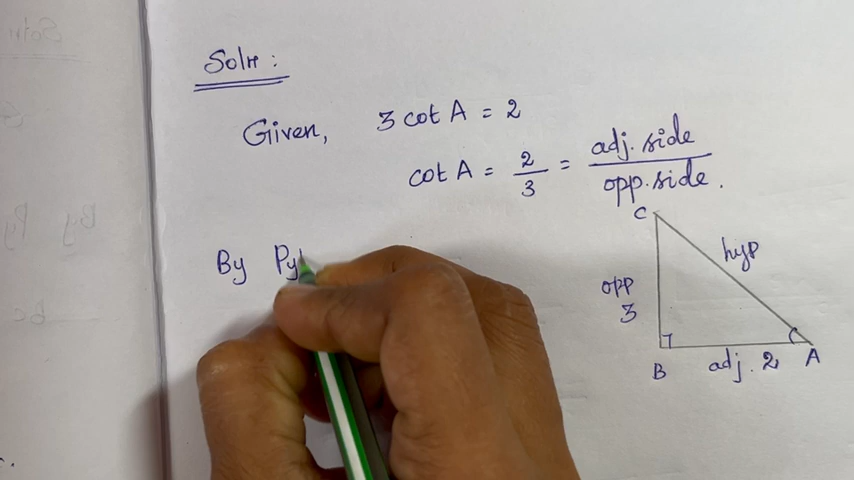 Soln :
Given, 3 cot A = 2
cot A = 2/3 = adj. side/opp. side.
By Py
C
hyp
opp
3
B
adj. 2
A